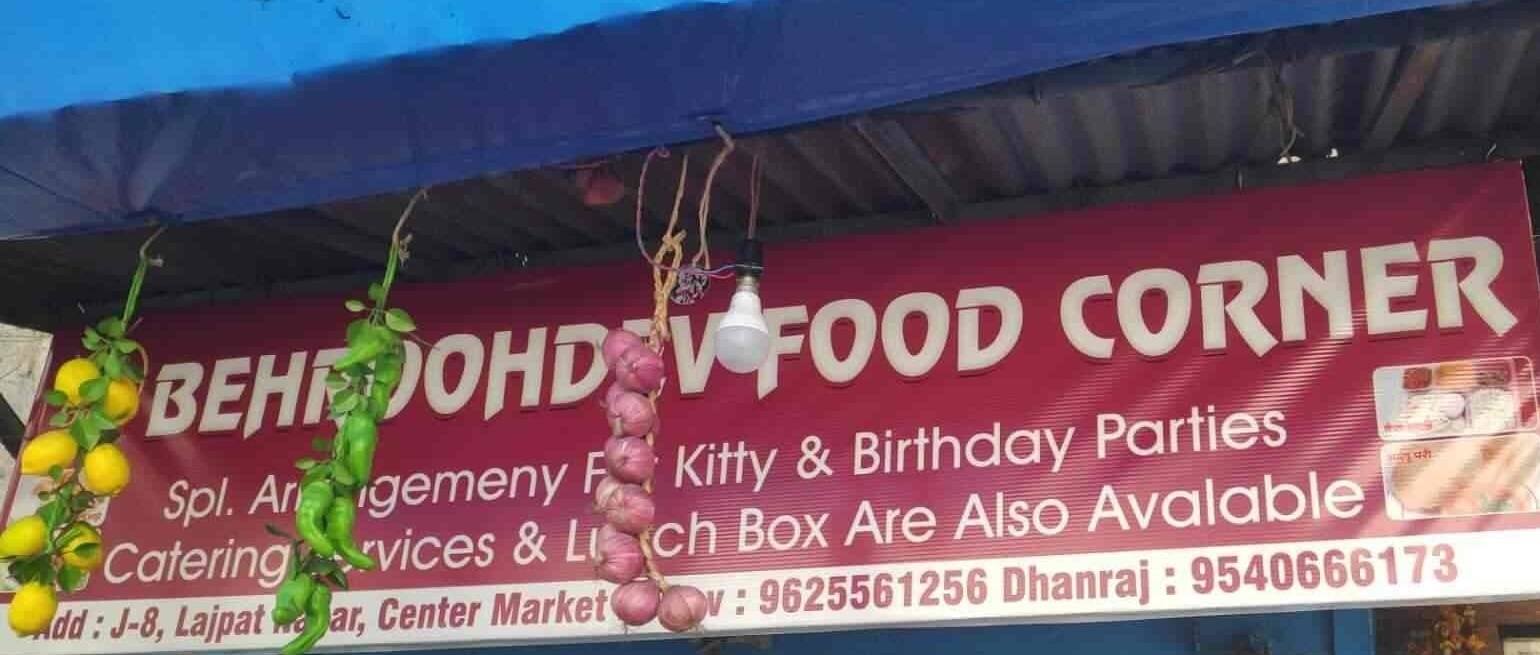 FOOD CORNER
Spl. Kitty & Birthday Parties
Catering & Box Are Also Avalable
Add : J-8, Lajpat Center Market : 9625561256 Dhanraj : 9540666173